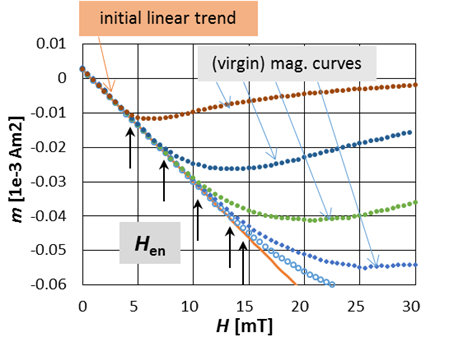 initial linear trend
(virgin) mag. curves
0.01
0
-0.01
-0.02
-0.03
-0.04
-0.05
-0.06
m [1e-3 Am2]
Hen
0 5 10 15 20 25 30
H [mT]